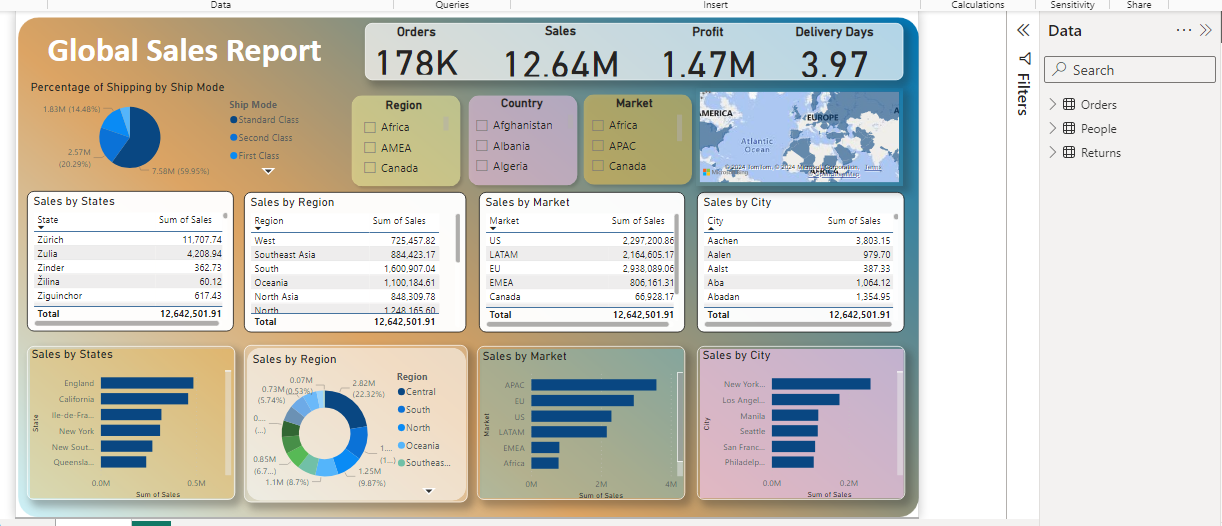 Data Queries Insert Calculations Sensitivity Share
Global Sales Report
Orders Sales Profit Delivery Days
178K 12.64M 1.47M 3.97
Percentage of Shipping by Ship Mode
1.83M (14.48%)
2.57M
(20.29%)
7.58M (59.95%)
Ship Mode
Standard Class
Second Class
First Class
Region
Africa
AMEA
Canada
Country
Afghanistan
Albania
Algeria
Market
Africa
APAC
Canada
AMERICA
EUROPE
Atlantic
Ocean
Sales by States
State Sum of Sales
Zürich 11,707.74
Zulia 4,208.94
Zinder 362.73
Žilina 60.12
Ziguinchor 617.43
Total 12,642,501.91
Sales by Region
Region Sum of Sales
West 725,457.82
Southeast Asia 884,423.17
South 1,600,907.04
Oceania 1,100,184.61
North Asia 848,309.78
North 1,248,165.60
Total 12,642,501.91
Sales by Market
Market Sum of Sales
US 2,297,200.86
LATAM 2,164,605.17
EU 2,938,089.06
EMEA 806,161.31
Canada 66,928.17
Total 12,642,501.91
Sales by City
City Sum of Sales
Aachen 3,803.15
Aalen 979.70
Aalst 387.33
Aba 1,064.12
Abadan 1,354.95
Total 12,642,501.91
Sales by States
State
England
California
Ile-de-Fra...
New York
New Sout...
Queensla...
0.0M 0.5M
Sum of Sales
Sales by Region
0.07M
(0.53%)
0.73M
(5.74%)
0....
(...)
0.85M
(6.7...)
1.1M (8.7%)
1.25M
(9.87%)
1....
(1...)
2.82M
(22.32%)
Region
Central
South
North
Oceania
Southeas...
Sales by Market
Market
APAC
EU
US
LATAM
EMEA
Africa
0M 2M 4M
Sum of Sales
Sales by City
City
New York...
Los Angel...
Manila
Seattle
San Franc...
Philadelp...
0.0M 0.2M
Sum of Sales
Filters
Data
Search
Orders
People
Returns